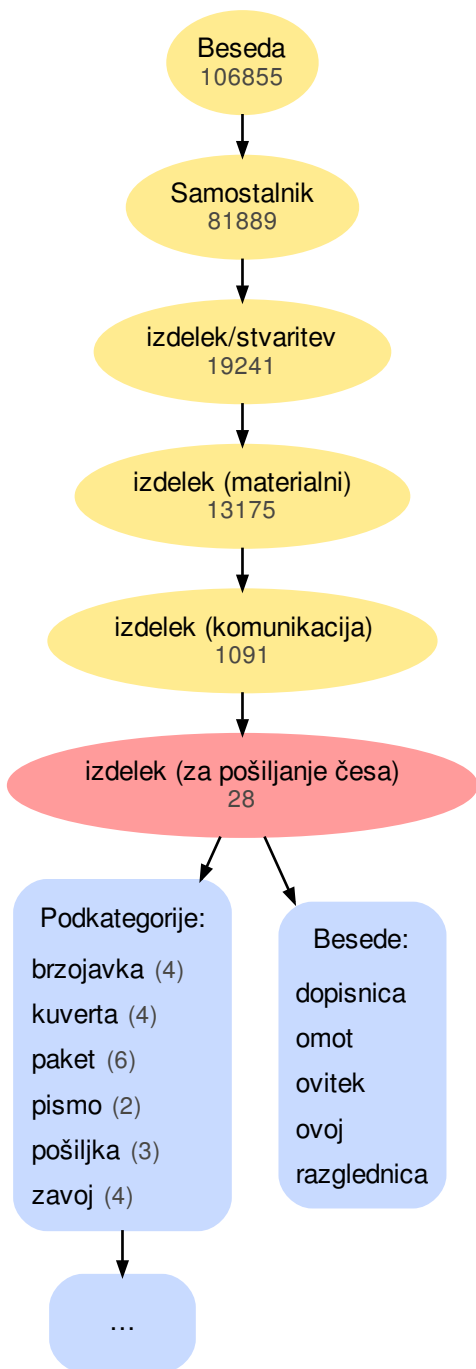 Beseda
106855
Samostalnik
81889
izdelek/stvaritev
19241
izdelek (materialni)
13175
izdelek (komunikacija)
1091
izdelek (za pošiljanje česa)
28
Podkategorije:
brzojavka (4)
kuverta (4)
paket (6)
pismo (2)
pošiljka (3)
zavoj (4)
Besede:
dopisnica
omot
ovitek
ovoj
razglednica
…